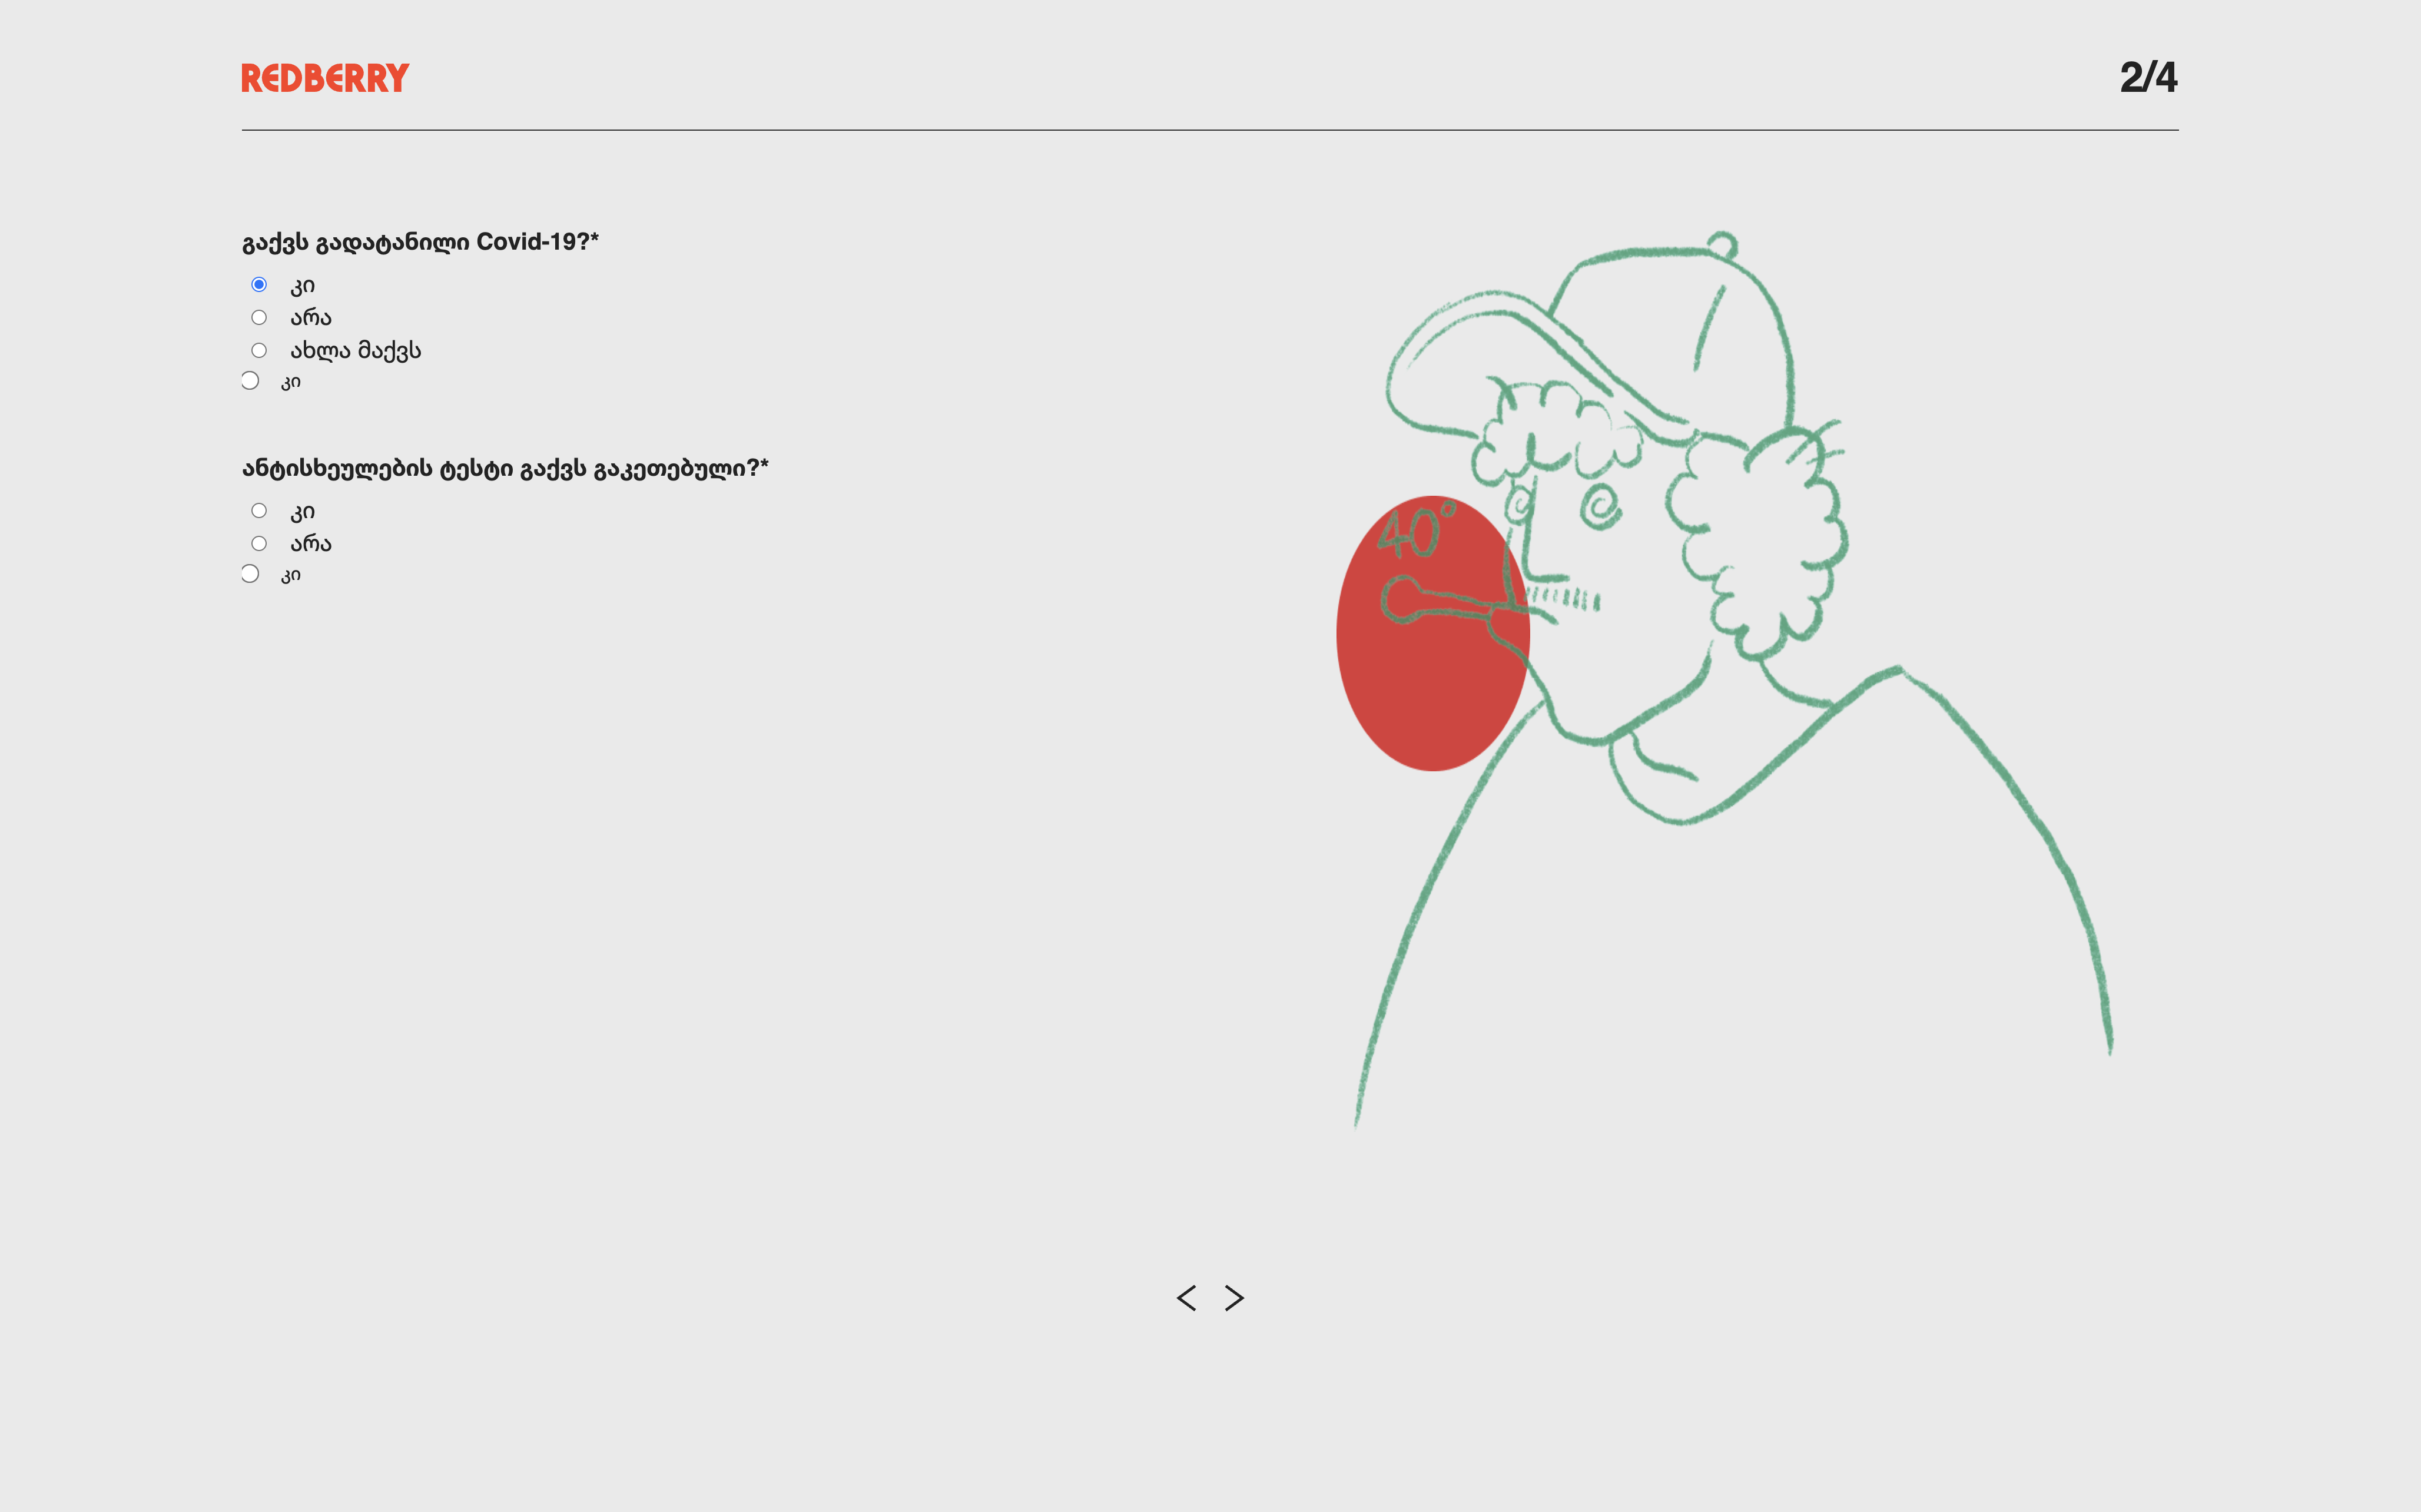 REDBERRY
2/4
გაქვს გადატანილი Covid-19?*
კი
არა
ახლა მაქვს
კი
ანტისხეულების ტესტი გაქვს გაკეთებული?*
კი
არა
კი
40°